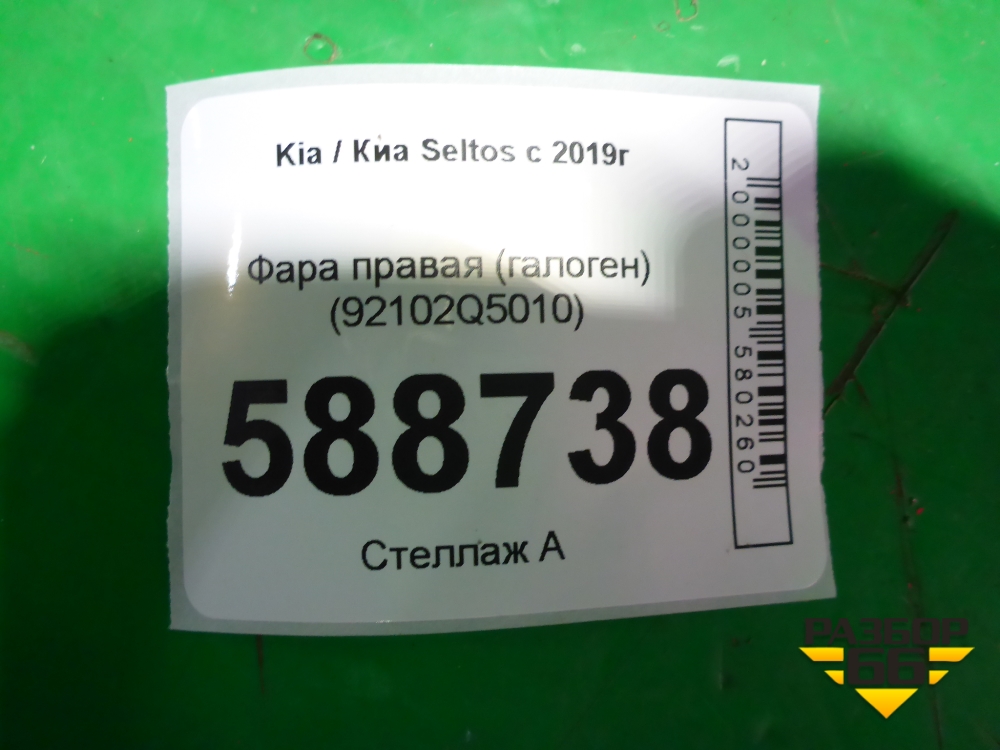 Kia / Киа Seltos с 2019г
Фара правая (галоген)
(92102Q5010)
588738
Стеллаж А
2 000005 580260
РАЗБОР
66